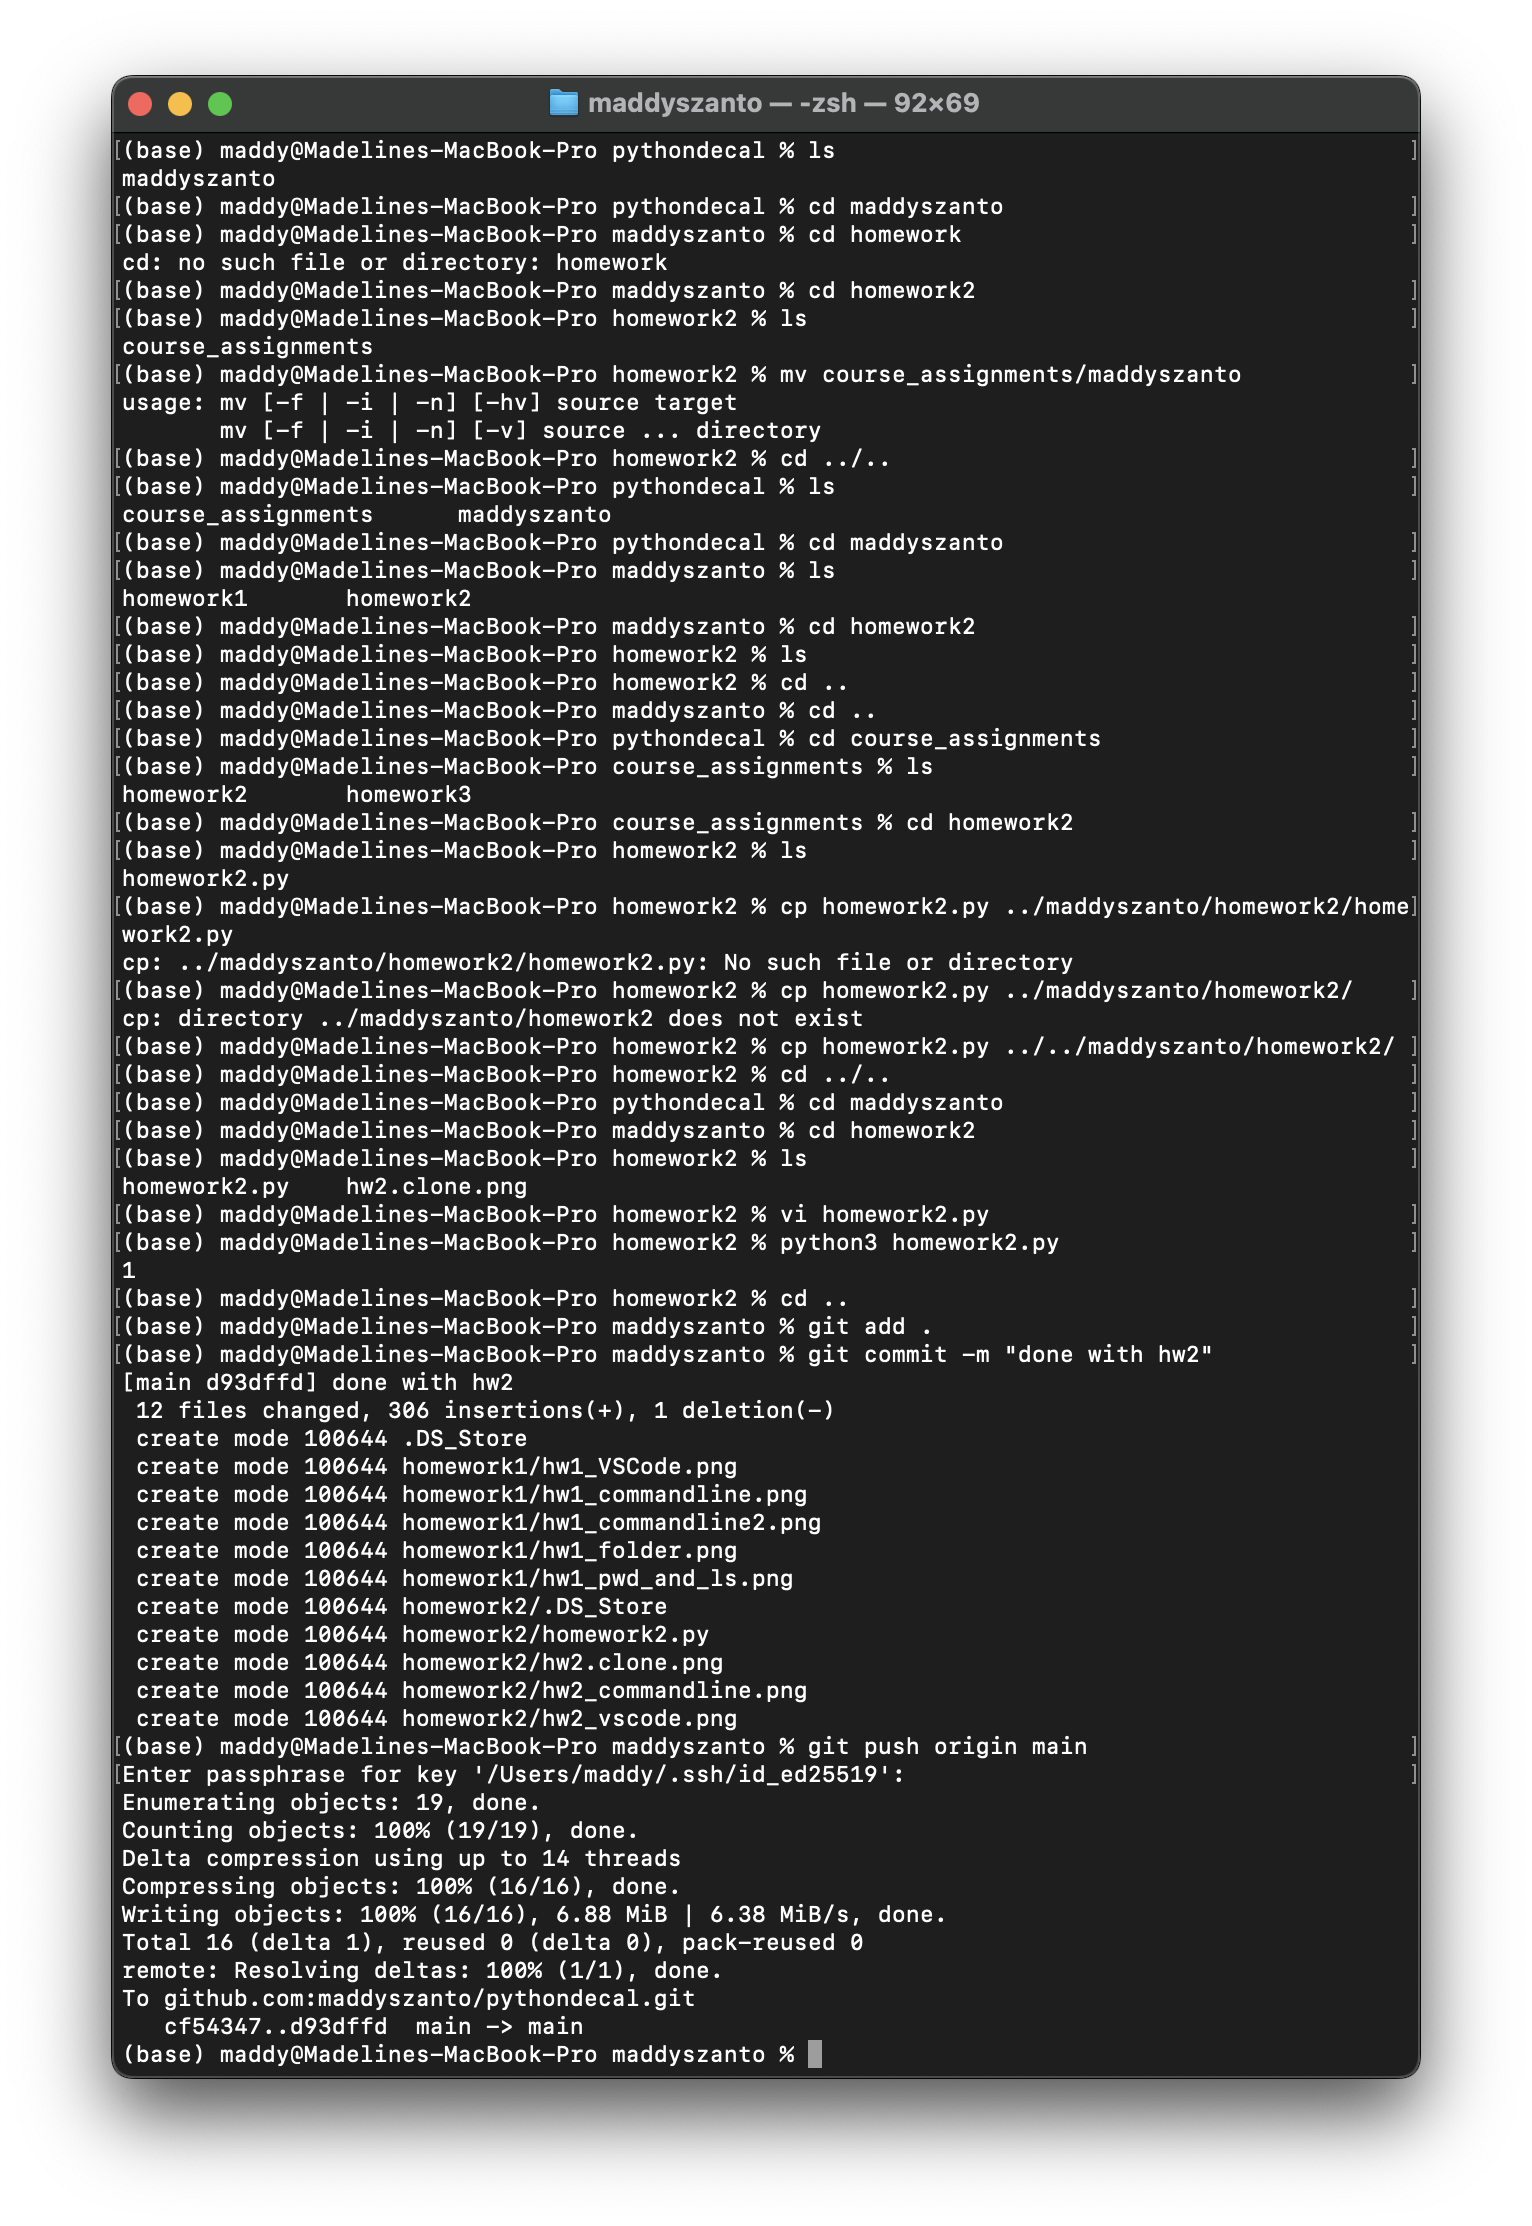 maddyszanto — -zsh — 92×69
[(base) maddy@Madelines-MacBook-Pro pythondecal % ls ]
maddyszanto
[(base) maddy@Madelines-MacBook-Pro pythondecal % cd maddyszanto ]
[(base) maddy@Madelines-MacBook-Pro maddyszanto % cd homework ]
cd: no such file or directory: homework
[(base) maddy@Madelines-MacBook-Pro maddyszanto % cd homework2 ]
[(base) maddy@Madelines-MacBook-Pro homework2 % ls ]
course_assignments
[(base) maddy@Madelines-MacBook-Pro homework2 % mv course_assignments/maddyszanto ]
usage: mv [-f | -i | -n] [-hv] source target
       mv [-f | -i | -n] [-v] source ... directory
[(base) maddy@Madelines-MacBook-Pro homework2 % cd ../.. ]
[(base) maddy@Madelines-MacBook-Pro pythondecal % ls ]
course_assignments      maddyszanto
[(base) maddy@Madelines-MacBook-Pro pythondecal % cd maddyszanto ]
[(base) maddy@Madelines-MacBook-Pro maddyszanto % ls ]
homework1       homework2
[(base) maddy@Madelines-MacBook-Pro maddyszanto % cd homework2 ]
[(base) maddy@Madelines-MacBook-Pro homework2 % ls ]
[(base) maddy@Madelines-MacBook-Pro homework2 % cd .. ]
[(base) maddy@Madelines-MacBook-Pro maddyszanto % cd .. ]
[(base) maddy@Madelines-MacBook-Pro pythondecal % cd course_assignments ]
[(base) maddy@Madelines-MacBook-Pro course_assignments % ls ]
homework2       homework3
[(base) maddy@Madelines-MacBook-Pro course_assignments % cd homework2 ]
[(base) maddy@Madelines-MacBook-Pro homework2 % ls ]
homework2.py
[(base) maddy@Madelines-MacBook-Pro homework2 % cp homework2.py ../maddyszanto/homework2/home]
work2.py
cp: ../maddyszanto/homework2/homework2.py: No such file or directory
[(base) maddy@Madelines-MacBook-Pro homework2 % cp homework2.py ../maddyszanto/homework2/ ]
cp: directory ../maddyszanto/homework2 does not exist
[(base) maddy@Madelines-MacBook-Pro homework2 % cp homework2.py ../../maddyszanto/homework2/ ]
[(base) maddy@Madelines-MacBook-Pro homework2 % cd ../.. ]
[(base) maddy@Madelines-MacBook-Pro pythondecal % cd maddyszanto ]
[(base) maddy@Madelines-MacBook-Pro maddyszanto % cd homework2 ]
[(base) maddy@Madelines-MacBook-Pro homework2 % ls ]
homework2.py    hw2.clone.png
[(base) maddy@Madelines-MacBook-Pro homework2 % vi homework2.py ]
[(base) maddy@Madelines-MacBook-Pro homework2 % python3 homework2.py ]
1
[(base) maddy@Madelines-MacBook-Pro homework2 % cd .. ]
[(base) maddy@Madelines-MacBook-Pro maddyszanto % git add . ]
[(base) maddy@Madelines-MacBook-Pro maddyszanto % git commit -m "done with hw2" ]
[main d93dffd] done with hw2
 12 files changed, 306 insertions(+), 1 deletion(-)
 create mode 100644 .DS_Store
 create mode 100644 homework1/hw1_VSCode.png
 create mode 100644 homework1/hw1_commandline.png
 create mode 100644 homework1/hw1_commandline2.png
 create mode 100644 homework1/hw1_folder.png
 create mode 100644 homework1/hw1_pwd_and_ls.png
 create mode 100644 homework2/.DS_Store
 create mode 100644 homework2/homework2.py
 create mode 100644 homework2/hw2.clone.png
 create mode 100644 homework2/hw2_commandline.png
 create mode 100644 homework2/hw2_vscode.png
[(base) maddy@Madelines-MacBook-Pro maddyszanto % git push origin main ]
[Enter passphrase for key '/Users/maddy/.ssh/id_ed25519': ]
Enumerating objects: 19, done.
Counting objects: 100% (19/19), done.
Delta compression using up to 14 threads
Compressing objects: 100% (16/16), done.
Writing objects: 100% (16/16), 6.88 MiB | 6.38 MiB/s, done.
Total 16 (delta 1), reused 0 (delta 0), pack-reused 0
remote: Resolving deltas: 100% (1/1), done.
To github.com:maddyszanto/pythondecal.git
   cf54347..d93dffd  main -> main
(base) maddy@Madelines-MacBook-Pro maddyszanto %